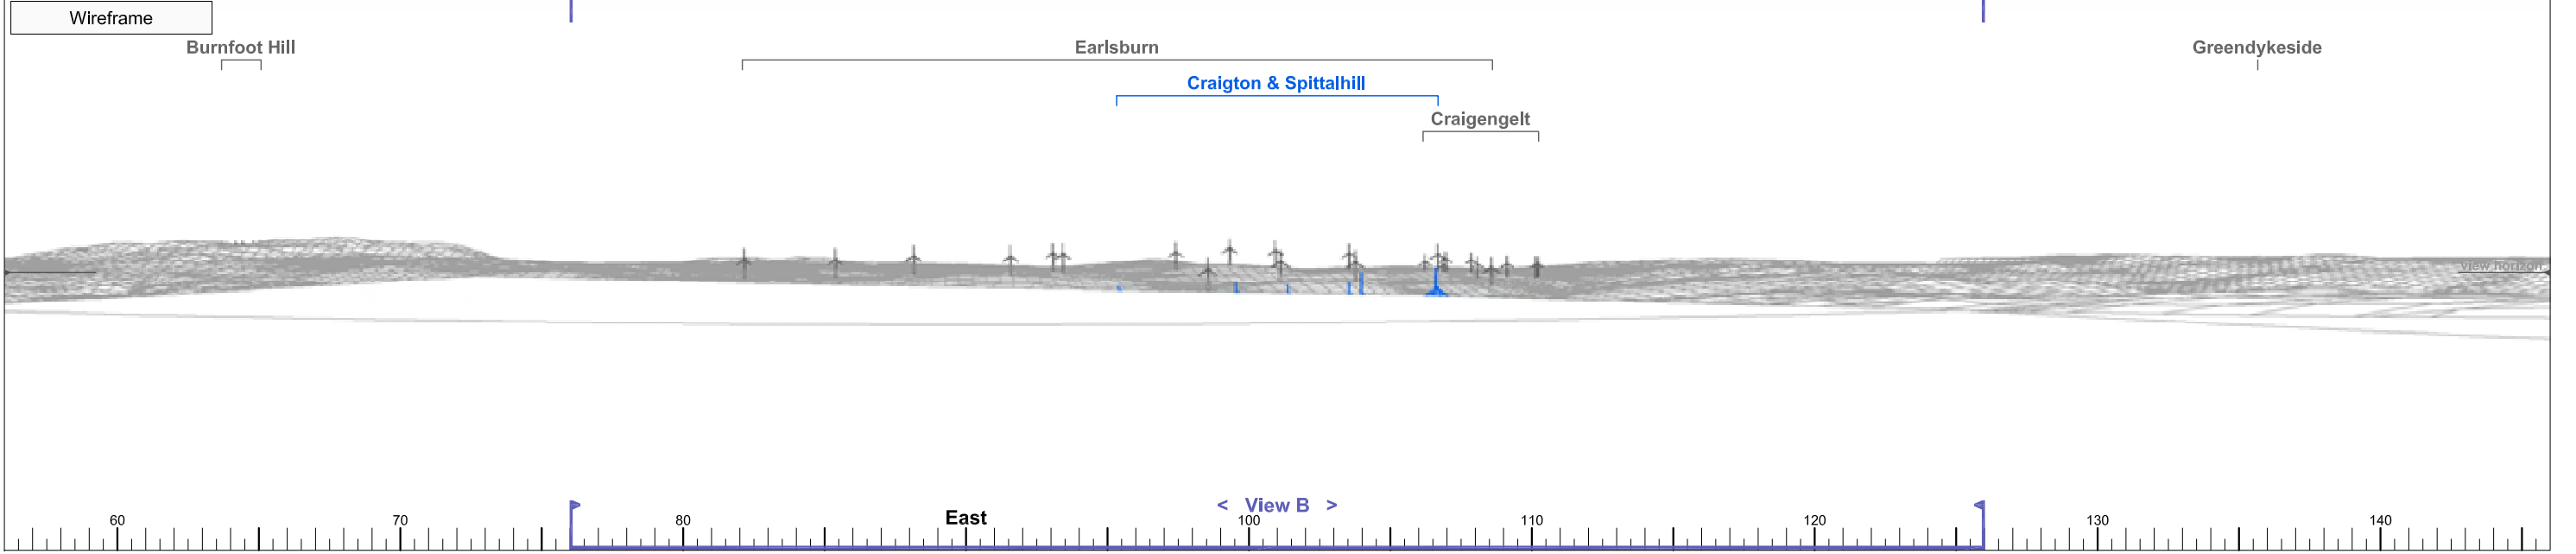 Wireframe
Burnfoot Hill
Earlsburn
Greendykeside
Craigton & Spittalhill
Craigengelt
view horizon
< View B >
60 70 80 East 100 110 120 130 140